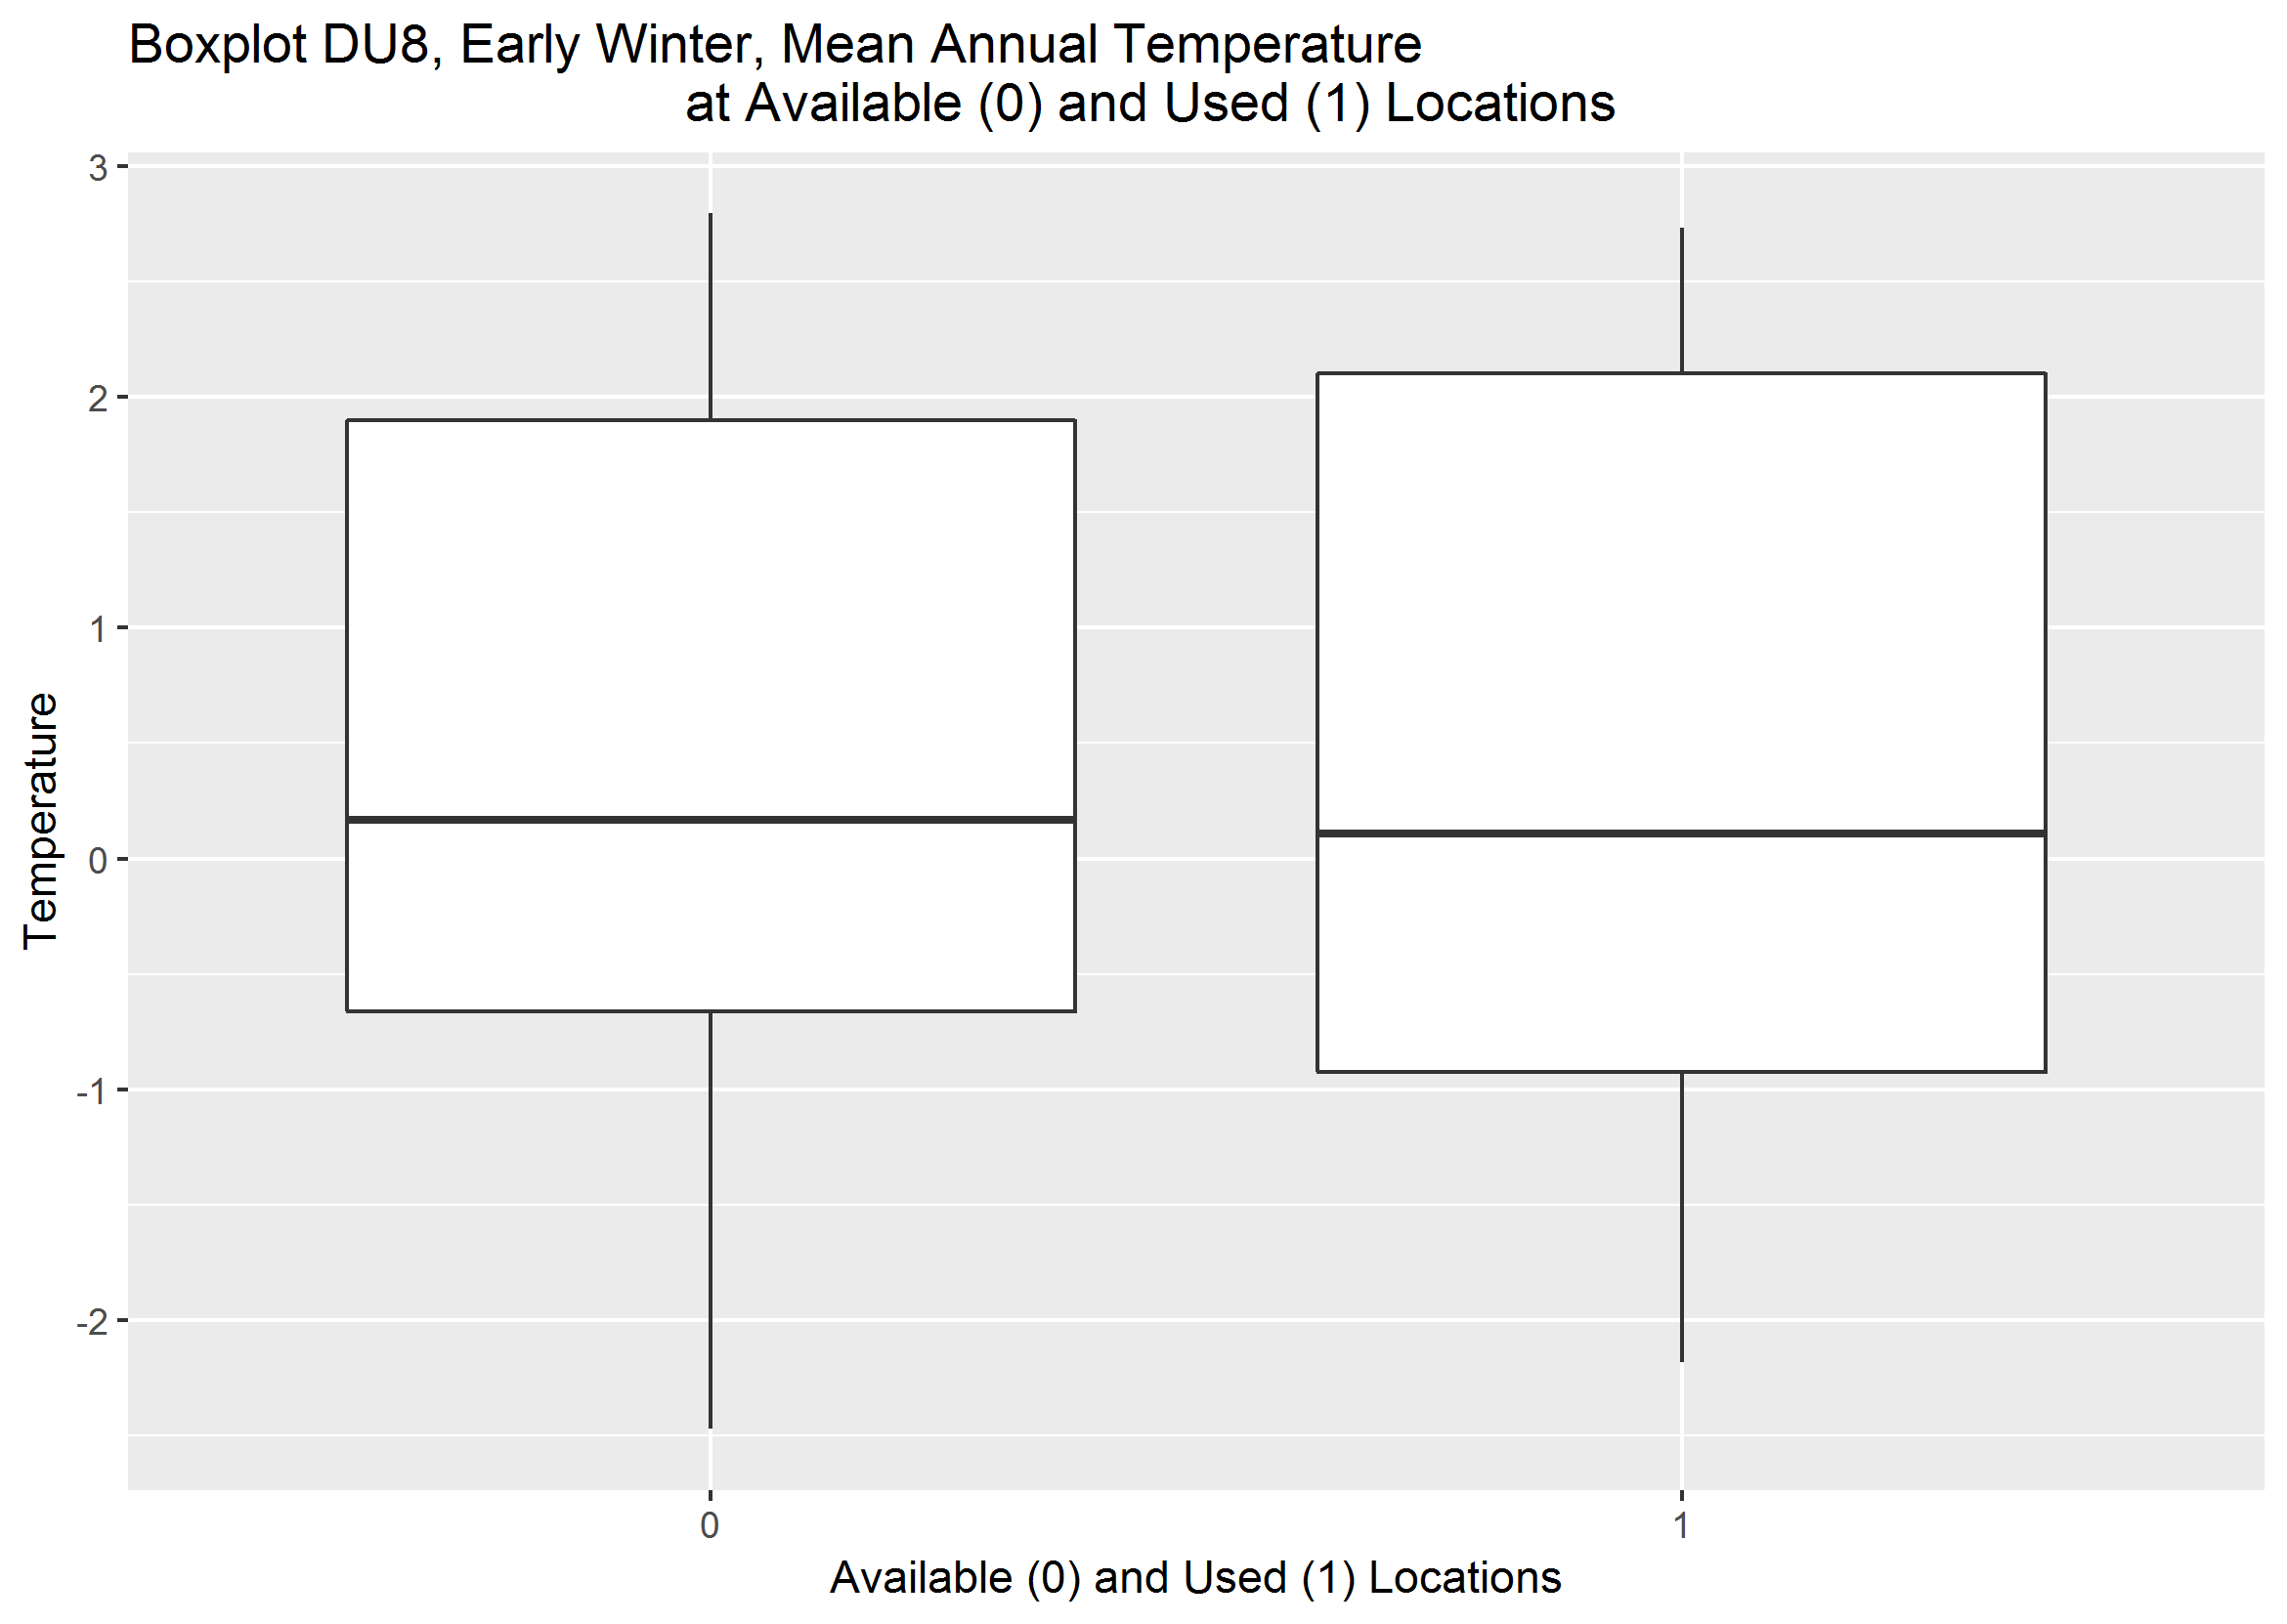 Boxplot DU8, Early Winter, Mean Annual Temperature
at Available (0) and Used (1) Locations
3
2
1
0
-1
-2
Temperature
0
1
Available (0) and Used (1) Locations